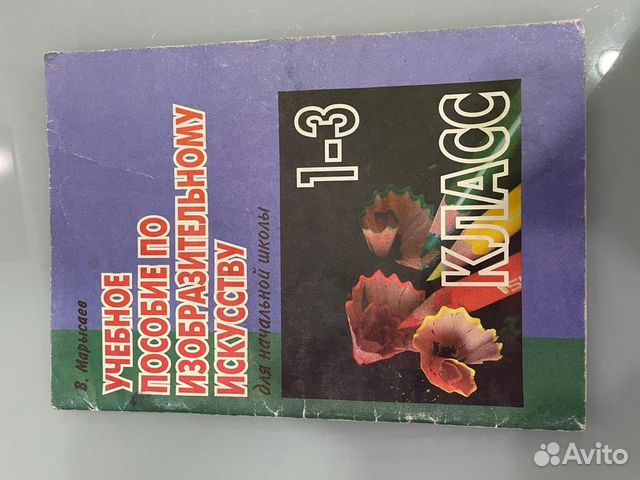 В. Марысаев
УЧЕБНОЕ
ПОСОБИЕ ПО
ИЗОБРАЗИТЕЛЬНОМУ
ИСКУССТВУ
для начальной школы
1-3
КЛАСС
Avito